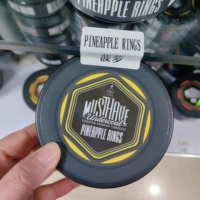 PINEAPPLE RINGS
菠萝
MUSTHAVE
Undercoal
PINEAPPLE RINGS